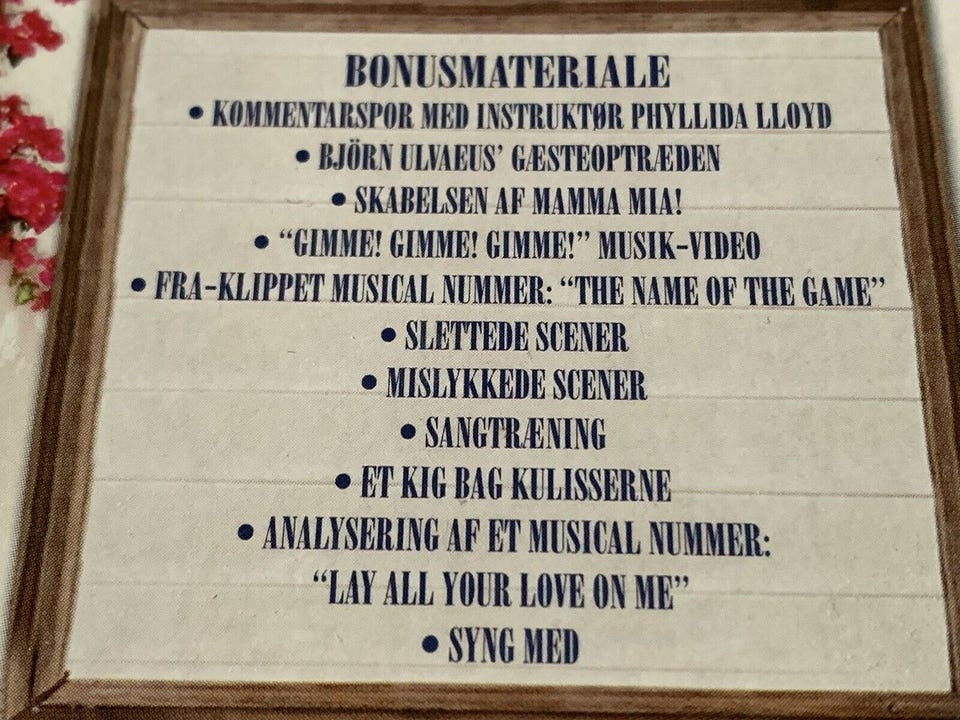 BONUSMATERIALE
• KOMMENTARSPOR MED INSTRUKTØR PHYLLIDA LLOYD
• BJÖRN ULVAEUS’ GÆSTEOPTRÆDEN
• SKABELSEN AF MAMMA MIA!
• “GIMME! GIMME! GIMME!” MUSIK-VIDEO
• FRA-KLIPPET MUSICAL NUMMER: “THE NAME OF THE GAME”
• SLETTEDE SCENER
• MISLYKKEDE SCENER
• SANGTRÆNING
• ET KIG BAG KULISSERNE
• ANALYSERING AF ET MUSICAL NUMMER:
“LAY ALL YOUR LOVE ON ME”
• SYNG MED